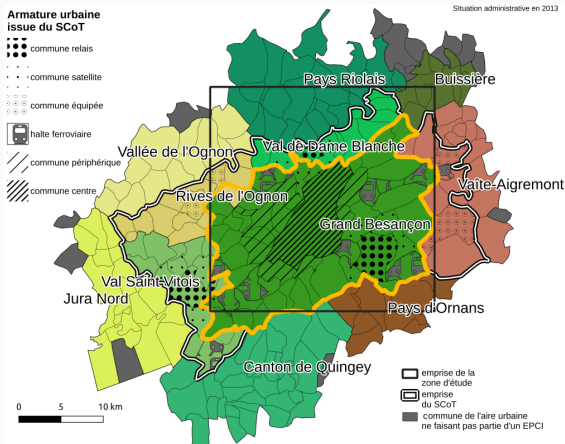 SItuation administrative en 2013
Armature urbaine
issue du SCoT
commune relais
commune satellite
commune équipée
halte ferroviaire
commune périphérique
commune centre
Pays Riolais
Buissière
Vallée de l'Ognon
Val de Dame Blanche
Vaite-Aigremont
Rives de l'Ognon
Grand Besançon
Val Saint-Vitois
Jura Nord
Pays d'Ornans
Canton de Quingey
emprise de la
zone d'étude
emprise
du SCoT
commune de l'aire urbaine
ne faisant pas partie d'un EPCI
0 5 10 km